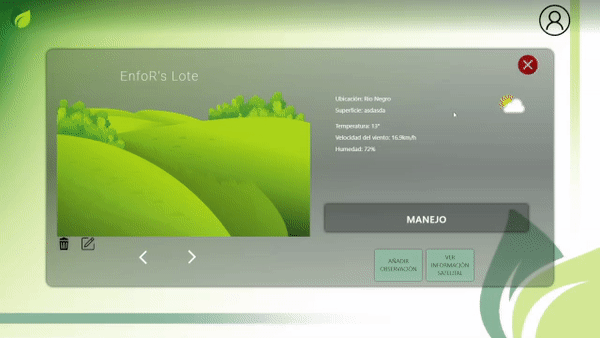 EnfoR's Lote
Ubicación: Rio Negro
Superficie: asdasda
Temperatura: 13°
Velocidad del viento: 16.9km/h
Humedad: 72%
MANEJO
AÑADIR
OBSERVACIÓN
VER
INFORMACIÓN
SATELITAL